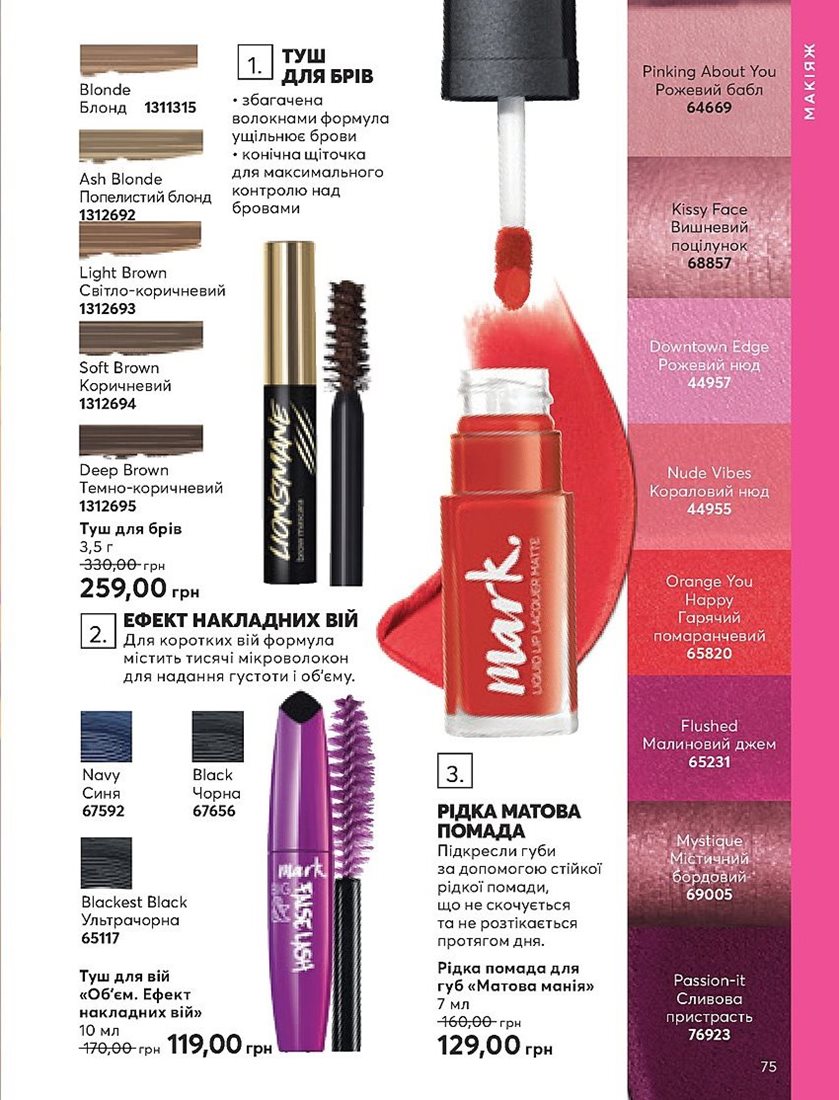 Blonde
Блонд 1311315
Ash Blonde
Попелистий блонд
1312692
Light Brown
Світло-коричневий
1312693
Soft Brown
Коричневий
1312694
Deep Brown
Темно-коричневий
1312695
Туш для брів
3,5 г
330,00 грн
259,00 грн
1.
ТУШ
ДЛЯ БРІВ
• збагачена
волокнами формула
ущільнює брови
• конічна щіточка
для максимального
контролю над
бровами
LIONSMANE
brow mascara
2.
ЕФЕКТ НАКЛАДНИХ ВІЙ
Для коротких вій формула
містить тисячі мікроволокон
для надання густоти і об'єму.
Navy
Синя
67592
Black
Чорна
67656
Blackest Black
Ультрачорна
65117
Туш для вій
«Об'єм. Ефект
накладних вій»
10 мл
170,00 грн 119,00 грн
mark.
BIG &
FALSE LASH
mark.
LIQUID LIP LACQUER MATTE
3.
РІДКА МАТОВА
ПОМАДА
Підкресли губи
за допомогою стійкої
рідкої помади,
що не скочується
та не розтікається
протягом дня.
Рідка помада для
губ «Матова манія»
7 мл
160,00 грн
129,00 грн
Pinking About You
Рожевий бабл
64669
Kissy Face
Вишневий
поцілунок
68857
Downtown Edge
Рожевий нюд
44957
Nude Vibes
Кораловий нюд
44955
Orange You
Happy
Гарячий
помаранчевий
65820
Flushed
Малиновий джем
65231
Mystique
Містичний
бордовий
69005
Passion-it
Сливова
пристрасть
76923
МАКІЯЖ
75